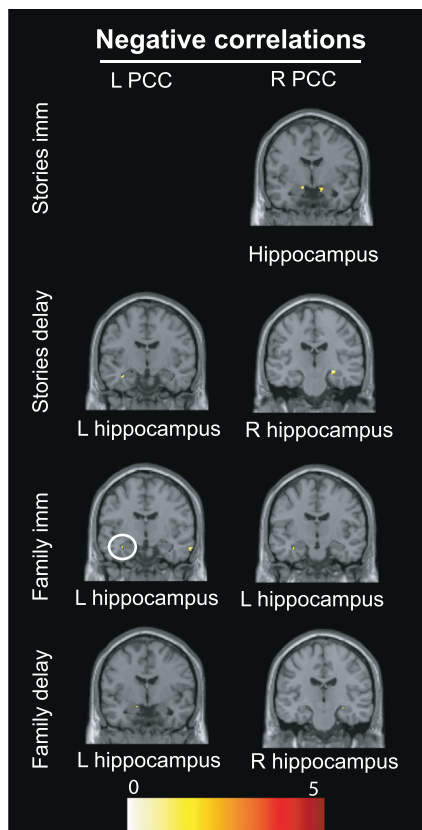 Negative correlations
L PCC R PCC
Stories imm
Hippocampus
Stories delay
L hippocampus R hippocampus
Family imm
L hippocampus L hippocampus
Family delay
L hippocampus R hippocampus
0 5